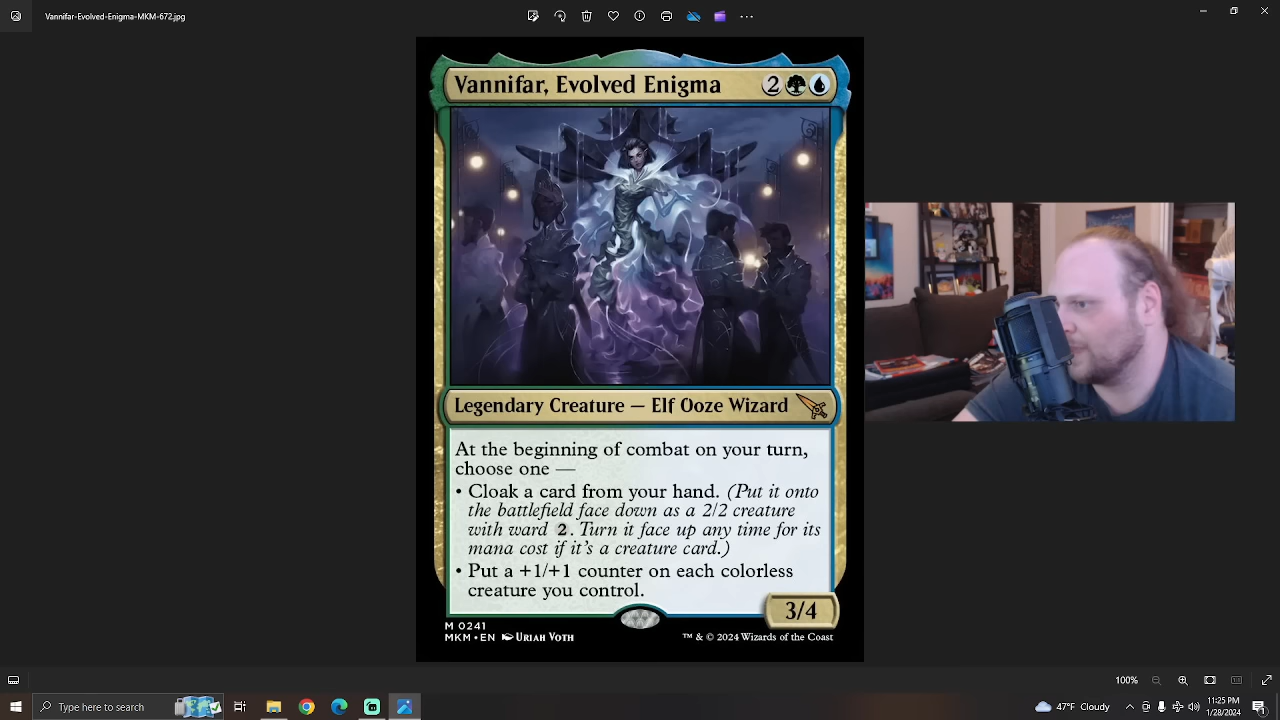 Vannifar-Evolved-Enigma-MKM-672.jpg
Vannifar, Evolved Enigma 2
Legendary Creature — Elf Ooze Wizard
At the beginning of combat on your turn,
choose one —
• Cloak a card from your hand. (Put it onto
the battlefield face down as a 2/2 creature
with ward 2. Turn it face up any time for its
mana cost if it's a creature card.)
• Put a +1/+1 counter on each colorless
creature you control.
3/4
M 0241
MKM • EN URIAH VOTH
™ & © 2024 Wizards of the Coast
100%
Type here to search
47°F Cloudy
11:25 PM
1/28/2024